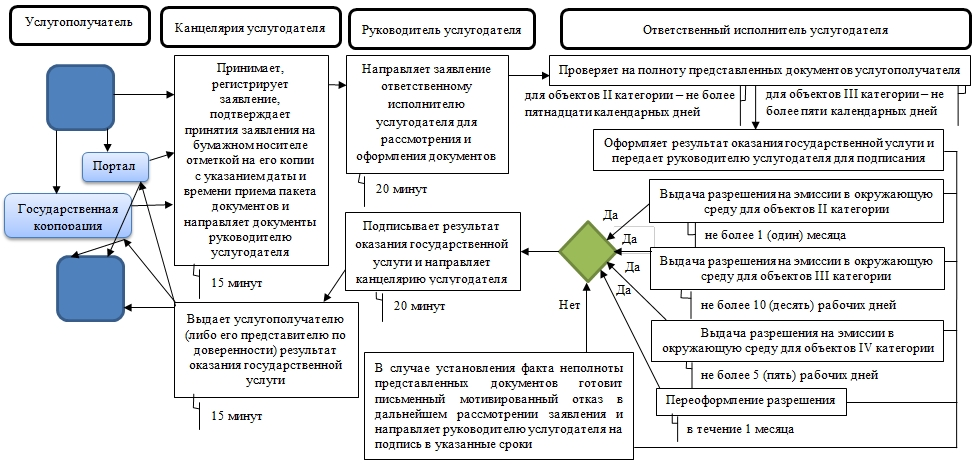 Услугополучатель
Канцелярия услугодателя
Руководитель услугодателя
Ответственный исполнитель услугодателя
Портал
Государственная
корпорация
Принимает,
регистрирует
заявление,
подтверждает
принятия заявления на
бумажном носителе
отметкой на его копии
с указанием даты и
времени приема пакета
документов и
направляет документы
руководителю
услугодателя
15 минут
Направляет заявление
ответственному
исполнителю
услугодателя для
рассмотрения и
оформления документов
20 минут
Проверяет на полноту представленных документов услугополучателя
для объектов II категории – не более
пятнадцати календарных дней
для объектов III категории – не
более пяти календарных дней
Оформляет результат оказания государственной услуги и
передает руководителю услугодателя для подписания
Выдача разрешения на эмиссии в окружающую
среду для объектов II категории
не более 1 (один) месяца
Выдача разрешения на эмиссии в окружающую
среду для объектов III категории
не более 10 (десять) рабочих дней
Выдача разрешения на эмиссии в
окружающую среду для объектов IV категории
не более 5 (пять) рабочих дней
Переоформление разрешения
в течение 1 месяца
Да
Да
Да
Да
Нет
Подписывает результат
оказания государственной
услуги и направляет
канцелярию услугодателя
20 минут
Выдает услугополучателю
(либо его представителю по
доверенности) результат
оказания государственной
услуги
15 минут
В случае установления факта неполноты
представленных документов готовит
письменный мотивированный отказ в
дальнейшем рассмотрении заявления и
направляет руководителю услугодателя на
подпись в указанные сроки